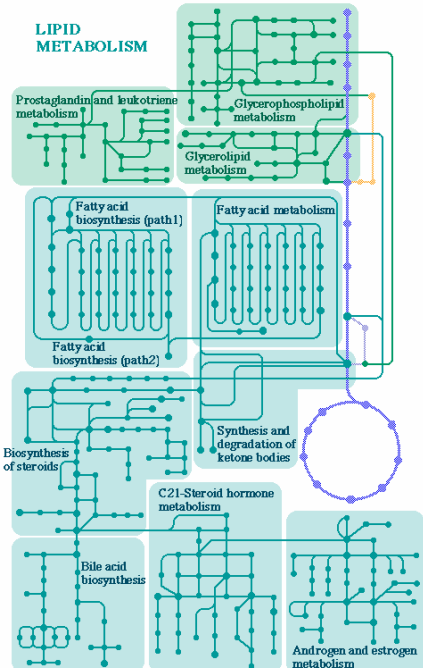 LIPID
METABOLISM
Prostaglandin and leukotriene
metabolism
Glycerophospholipid
metabolism
Glycerolipid
metabolism
Fatty acid
biosynthesis (path1)
Fatty acid metabolism
Fatty acid
biosynthesis (path2)
Biosynthesis
of steroids
Synthesis and
degradation of
ketone bodies
C21-Steroid hormone
metabolism
Bile acid
biosynthesis
Androgen and estrogen
metabolism